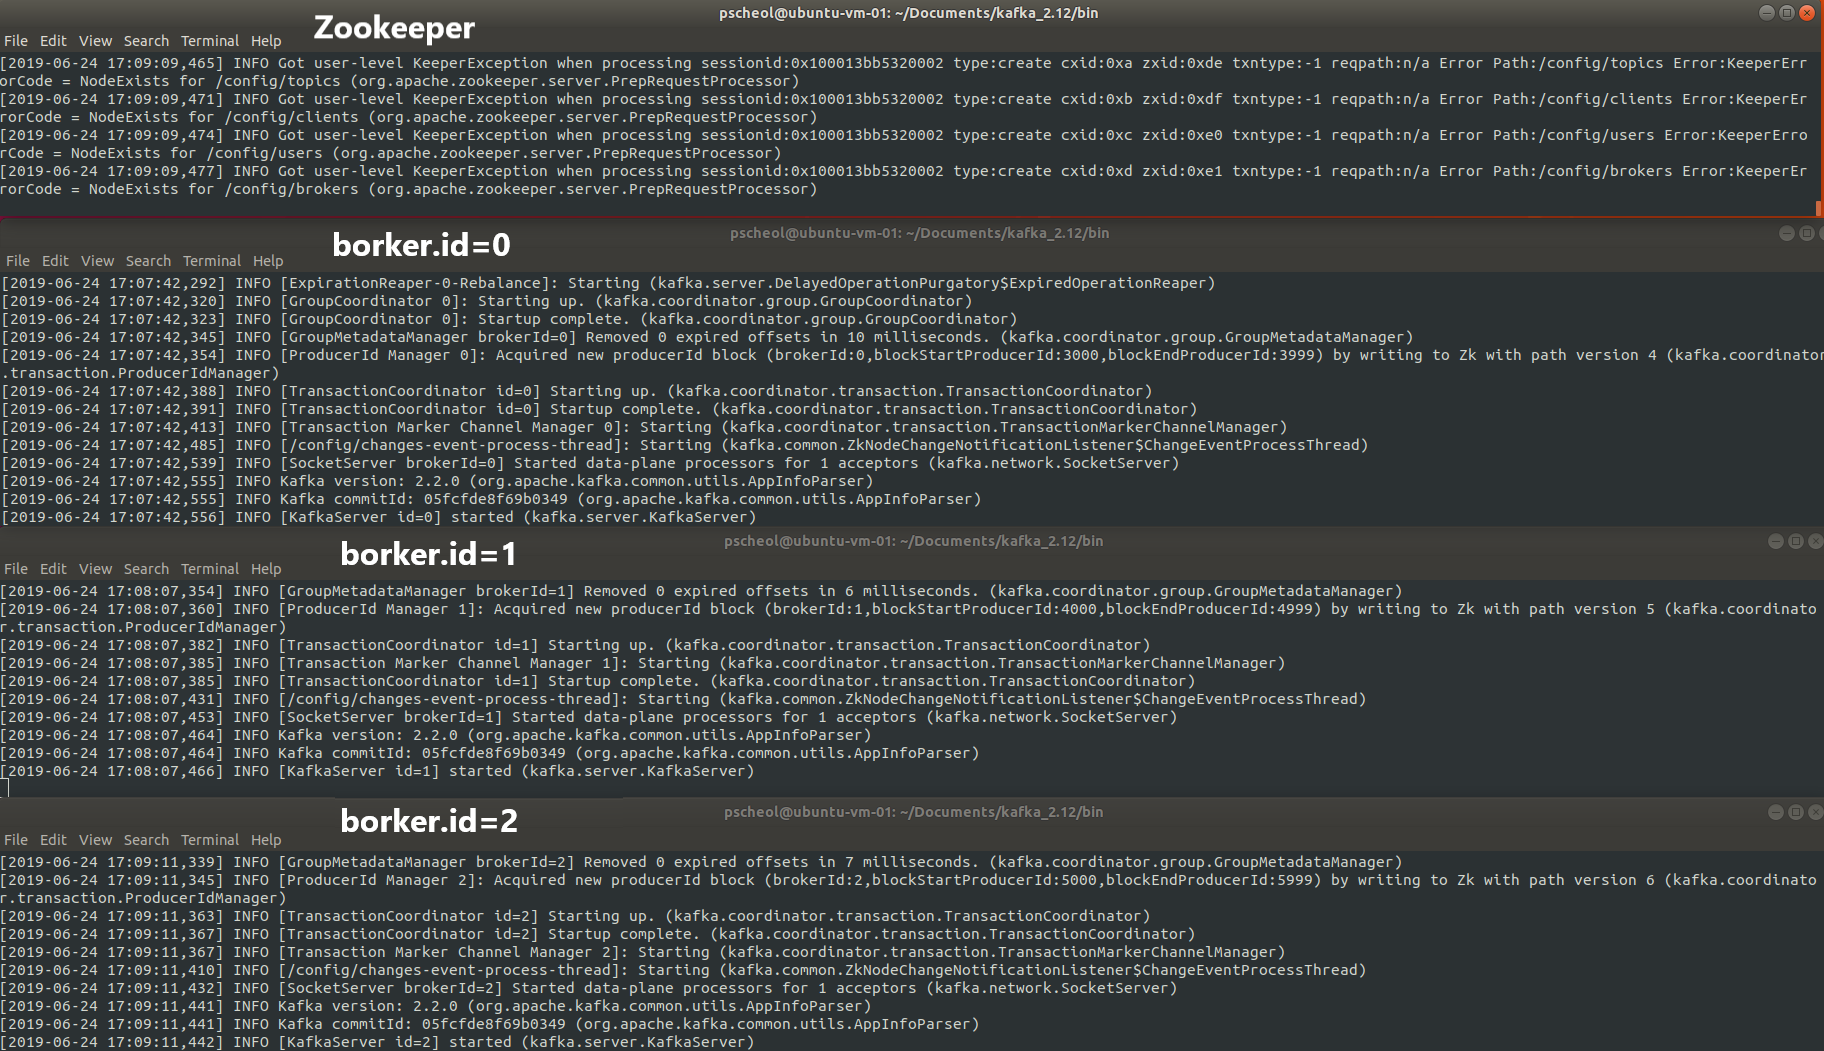 pscheol@ubuntu-vm-01: ~/Documents/kafka_2.12/bin
Zookeeper
File Edit View Search Terminal Help
[2019-06-24 17:09:09,465] INFO Got user-level KeeperException when processing sessionid:0x100013bb5320002 type:create cxid:0xa zxid:0xde txntype:-1 reqpath:n/a Error Path:/config/topics Error:KeeperErr
orCode = NodeExists for /config/topics (org.apache.zookeeper.server.PrepRequestProcessor)
[2019-06-24 17:09:09,471] INFO Got user-level KeeperException when processing sessionid:0x100013bb5320002 type:create cxid:0xb zxid:0xdf txntype:-1 reqpath:n/a Error Path:/config/clients Error:KeeperEr
rorCode = NodeExists for /config/clients (org.apache.zookeeper.server.PrepRequestProcessor)
[2019-06-24 17:09:09,474] INFO Got user-level KeeperException when processing sessionid:0x100013bb5320002 type:create cxid:0xc zxid:0xe0 txntype:-1 reqpath:n/a Error Path:/config/users Error:KeeperErro
rCode = NodeExists for /config/users (org.apache.zookeeper.server.PrepRequestProcessor)
[2019-06-24 17:09:09,477] INFO Got user-level KeeperException when processing sessionid:0x100013bb5320002 type:create cxid:0xd zxid:0xe1 txntype:-1 reqpath:n/a Error Path:/config/brokers Error:KeeperEr
rorCode = NodeExists for /config/brokers (org.apache.zookeeper.server.PrepRequestProcessor)
pscheol@ubuntu-vm-01: ~/Documents/kafka_2.12/bin
borker.id=0
File Edit View Search Terminal Help
[2019-06-24 17:07:42,292] INFO [ExpirationReaper-0-Rebalance]: Starting (kafka.server.DelayedOperationPurgatory$ExpiredOperationReaper)
[2019-06-24 17:07:42,320] INFO [GroupCoordinator 0]: Starting up. (kafka.coordinator.group.GroupCoordinator)
[2019-06-24 17:07:42,323] INFO [GroupCoordinator 0]: Startup complete. (kafka.coordinator.group.GroupCoordinator)
[2019-06-24 17:07:42,345] INFO [GroupMetadataManager brokerId=0] Removed 0 expired offsets in 10 milliseconds. (kafka.coordinator.group.GroupMetadataManager)
[2019-06-24 17:07:42,354] INFO [ProducerId Manager 0]: Acquired new producerId block (brokerId:0,blockStartProducerId:3000,blockEndProducerId:3999) by writing to Zk with path version 4 (kafka.coordinator
.transaction.ProducerIdManager)
[2019-06-24 17:07:42,388] INFO [TransactionCoordinator id=0] Starting up. (kafka.coordinator.transaction.TransactionCoordinator)
[2019-06-24 17:07:42,391] INFO [TransactionCoordinator id=0] Startup complete. (kafka.coordinator.transaction.TransactionCoordinator)
[2019-06-24 17:07:42,413] INFO [Transaction Marker Channel Manager 0]: Starting (kafka.coordinator.transaction.TransactionMarkerChannelManager)
[2019-06-24 17:07:42,485] INFO [/config/changes-event-process-thread]: Starting (kafka.common.ZkNodeChangeNotificationListener$ChangeEventProcessThread)
[2019-06-24 17:07:42,539] INFO [SocketServer brokerId=0] Started data-plane processors for 1 acceptors (kafka.network.SocketServer)
[2019-06-24 17:07:42,555] INFO Kafka version: 2.2.0 (org.apache.kafka.common.utils.AppInfoParser)
[2019-06-24 17:07:42,555] INFO Kafka commitId: 05fcfde8f69b0349 (org.apache.kafka.common.utils.AppInfoParser)
[2019-06-24 17:07:42,556] INFO [KafkaServer id=0] started (kafka.server.KafkaServer)
pscheol@ubuntu-vm-01: ~/Documents/kafka_2.12/bin
borker.id=1
File Edit View Search Terminal Help
[2019-06-24 17:08:07,354] INFO [GroupMetadataManager brokerId=1] Removed 0 expired offsets in 6 milliseconds. (kafka.coordinator.group.GroupMetadataManager)
[2019-06-24 17:08:07,360] INFO [ProducerId Manager 1]: Acquired new producerId block (brokerId:1,blockStartProducerId:4000,blockEndProducerId:4999) by writing to Zk with path version 5 (kafka.coordinato
r.transaction.ProducerIdManager)
[2019-06-24 17:08:07,382] INFO [TransactionCoordinator id=1] Starting up. (kafka.coordinator.transaction.TransactionCoordinator)
[2019-06-24 17:08:07,385] INFO [Transaction Marker Channel Manager 1]: Starting (kafka.coordinator.transaction.TransactionMarkerChannelManager)
[2019-06-24 17:08:07,385] INFO [TransactionCoordinator id=1] Startup complete. (kafka.coordinator.transaction.TransactionCoordinator)
[2019-06-24 17:08:07,431] INFO [/config/changes-event-process-thread]: Starting (kafka.common.ZkNodeChangeNotificationListener$ChangeEventProcessThread)
[2019-06-24 17:08:07,453] INFO [SocketServer brokerId=1] Started data-plane processors for 1 acceptors (kafka.network.SocketServer)
[2019-06-24 17:08:07,464] INFO Kafka version: 2.2.0 (org.apache.kafka.common.utils.AppInfoParser)
[2019-06-24 17:08:07,464] INFO Kafka commitId: 05fcfde8f69b0349 (org.apache.kafka.common.utils.AppInfoParser)
[2019-06-24 17:08:07,466] INFO [KafkaServer id=1] started (kafka.server.KafkaServer)
pscheol@ubuntu-vm-01: ~/Documents/kafka_2.12/bin
borker.id=2
File Edit View Search Terminal Help
[2019-06-24 17:09:11,339] INFO [GroupMetadataManager brokerId=2] Removed 0 expired offsets in 7 milliseconds. (kafka.coordinator.group.GroupMetadataManager)
[2019-06-24 17:09:11,345] INFO [ProducerId Manager 2]: Acquired new producerId block (brokerId:2,blockStartProducerId:5000,blockEndProducerId:5999) by writing to Zk with path version 6 (kafka.coordinato
r.transaction.ProducerIdManager)
[2019-06-24 17:09:11,363] INFO [TransactionCoordinator id=2] Starting up. (kafka.coordinator.transaction.TransactionCoordinator)
[2019-06-24 17:09:11,367] INFO [TransactionCoordinator id=2] Startup complete. (kafka.coordinator.transaction.TransactionCoordinator)
[2019-06-24 17:09:11,367] INFO [Transaction Marker Channel Manager 2]: Starting (kafka.coordinator.transaction.TransactionMarkerChannelManager)
[2019-06-24 17:09:11,410] INFO [/config/changes-event-process-thread]: Starting (kafka.common.ZkNodeChangeNotificationListener$ChangeEventProcessThread)
[2019-06-24 17:09:11,432] INFO [SocketServer brokerId=2] Started data-plane processors for 1 acceptors (kafka.network.SocketServer)
[2019-06-24 17:09:11,441] INFO Kafka version: 2.2.0 (org.apache.kafka.common.utils.AppInfoParser)
[2019-06-24 17:09:11,441] INFO Kafka commitId: 05fcfde8f69b0349 (org.apache.kafka.common.utils.AppInfoParser)
[2019-06-24 17:09:11,442] INFO [KafkaServer id=2] started (kafka.server.KafkaServer)